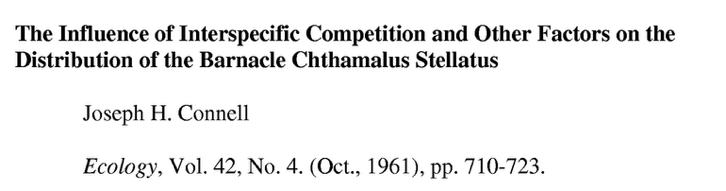 The Influence of Interspecific Competition and Other Factors on the
Distribution of the Barnacle Chthamalus Stellatus
Joseph H. Connell
Ecology, Vol. 42, No. 4. (Oct., 1961), pp. 710-723.